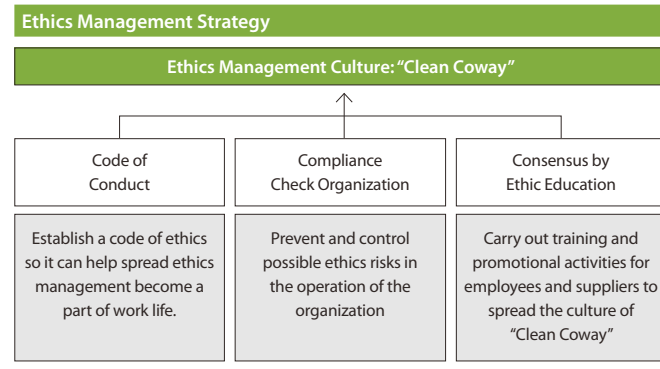 Ethics Management Strategy
Ethics Management Culture: “Clean Coway”
Code of
Conduct
Compliance
Check Organization
Consensus by
Ethic Education
Establish a code of ethics
so it can help spread ethics
management become a
part of work life.
Prevent and control
possible ethics risks in
the operation of the
organization
Carry out training and
promotional activities for
employees and suppliers to
spread the culture of
“Clean Coway”